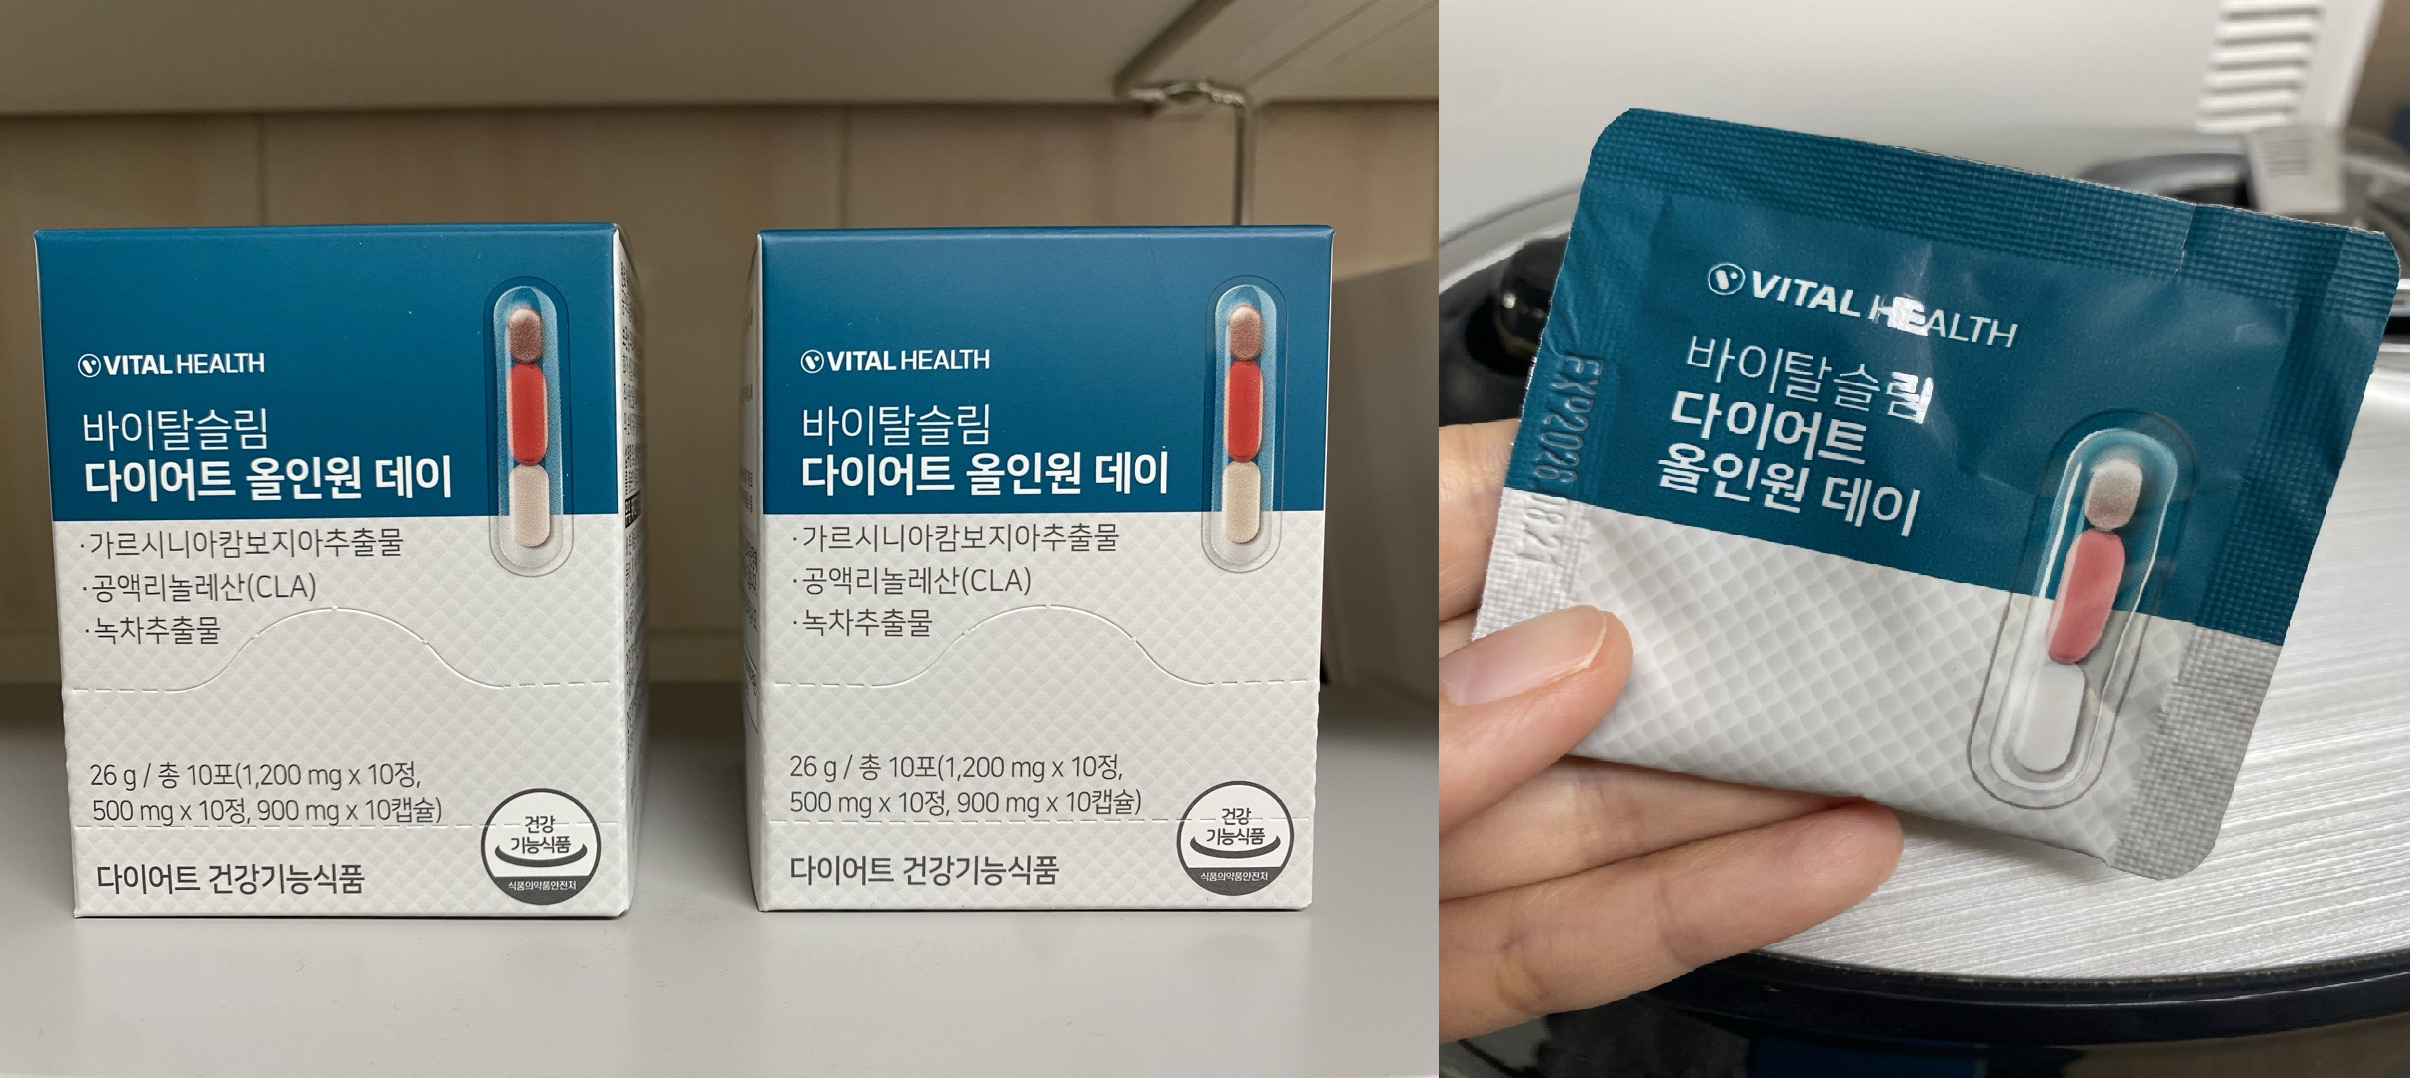 VITAL HEALTH
바이탈슬림
다이어트 올인원 데이
·가르시니아캄보지아추출물
·공액리놀레산(CLA)
·녹차추출물
26 g / 총 10포(1,200 mg x 10정,
500 mg x 10정, 900 mg x 10캡슐)
다이어트 건강기능식품
건강
기능식품
식품의약품안전처
VITAL HEALTH
바이탈슬림
다이어트 올인원 데이
·가르시니아캄보지아추출물
·공액리놀레산(CLA)
·녹차추출물
26 g / 총 10포(1,200 mg x 10정,
500 mg x 10정, 900 mg x 10캡슐)
다이어트 건강기능식품
건강
기능식품
식품의약품안전처
VITAL HEALTH
바이탈슬림
다이어트
올인원 데이